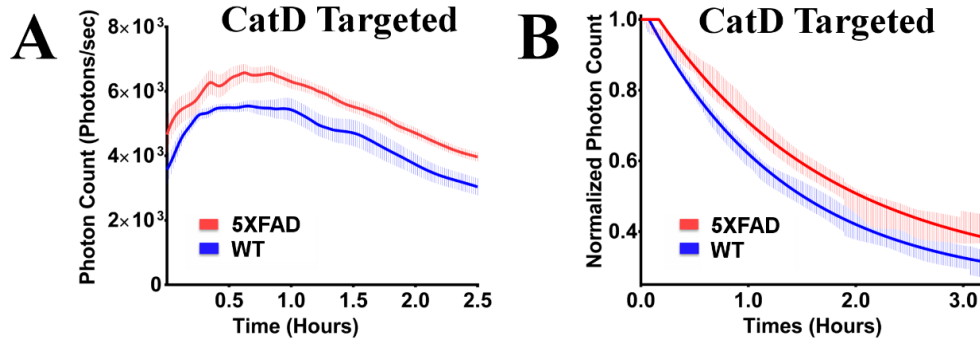 A
CatD Targeted
Photon Count (Photons/sec)
8× 10³
6× 10³
4× 10³
2× 10³
0
0.5
1.0
1.5
2.0
2.5
Time (Hours)
5XFAD
WT
B
CatD Targeted
Normalized Photon Count
1.0
0.8
0.6
0.4
0.0
1.0
2.0
3.0
Times (Hours)
5XFAD
WT